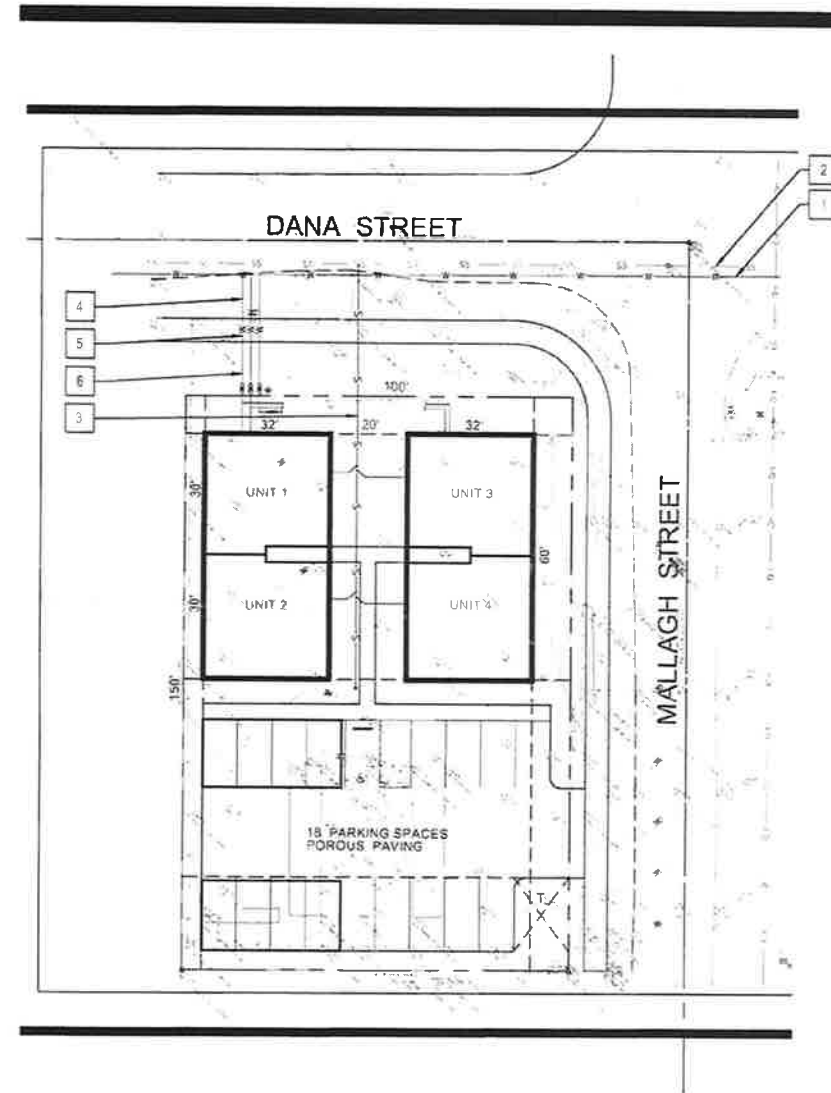 2
1
DANA STREET
4
5
6
3
100'
32'
20'
32'
30'
UNIT 1
UNIT 3
60'
30'
UNIT 2
UNIT 4
MALLAGH STREET
150'
18 PARKING SPACES
POROUS PAVING